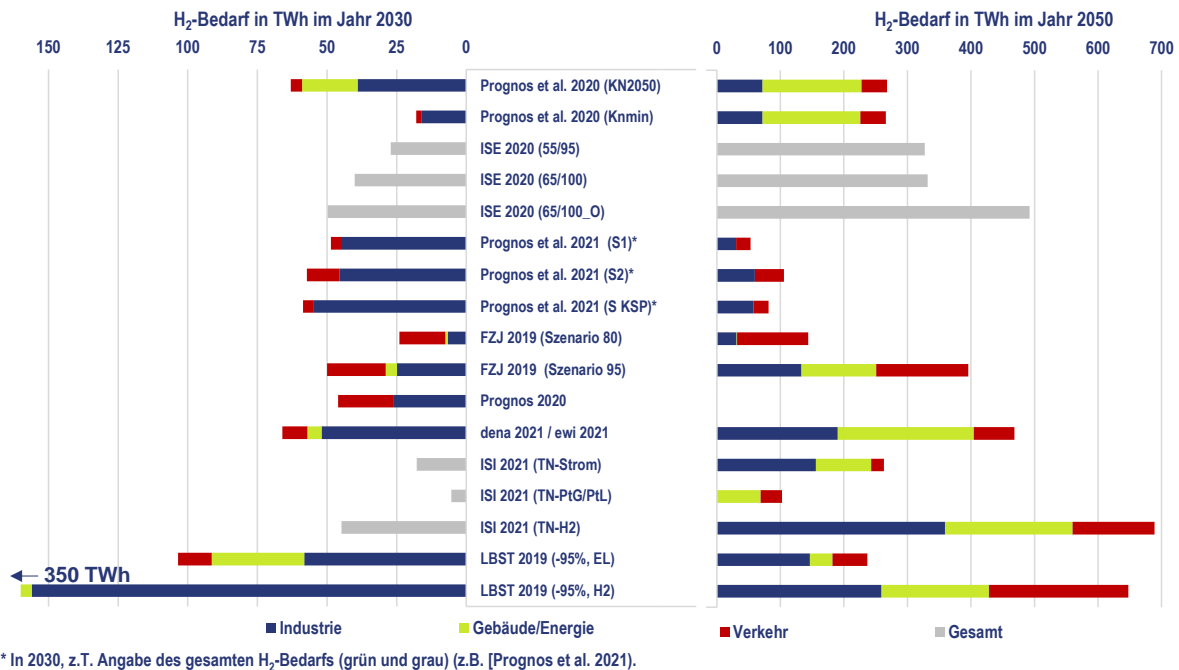 H₂-Bedarf in TWh im Jahr 2030
H₂-Bedarf in TWh im Jahr 2050
150 125 100 75 50 25 0
0 100 200 300 400 500 600 700
Prognos et al. 2020 (KN2050)
Prognos et al. 2020 (Knmin)
ISE 2020 (55/95)
ISE 2020 (65/100)
ISE 2020 (65/100_O)
Prognos et al. 2021 (S1)*
Prognos et al. 2021 (S2)*
Prognos et al. 2021 (S KSP)*
FZJ 2019 (Szenario 80)
FZJ 2019 (Szenario 95)
Prognos 2020
dena 2021 / ewi 2021
ISI 2021 (TN-Strom)
ISI 2021 (TN-PtG/PtL)
ISI 2021 (TN-H2)
LBST 2019 (-95%, EL)
350 TWh
LBST 2019 (-95%, H2)
Industrie Gebäude/Energie Verkehr Gesamt
* In 2030, z.T. Angabe des gesamten H₂-Bedarfs (grün und grau) (z.B. [Prognos et al. 2021).